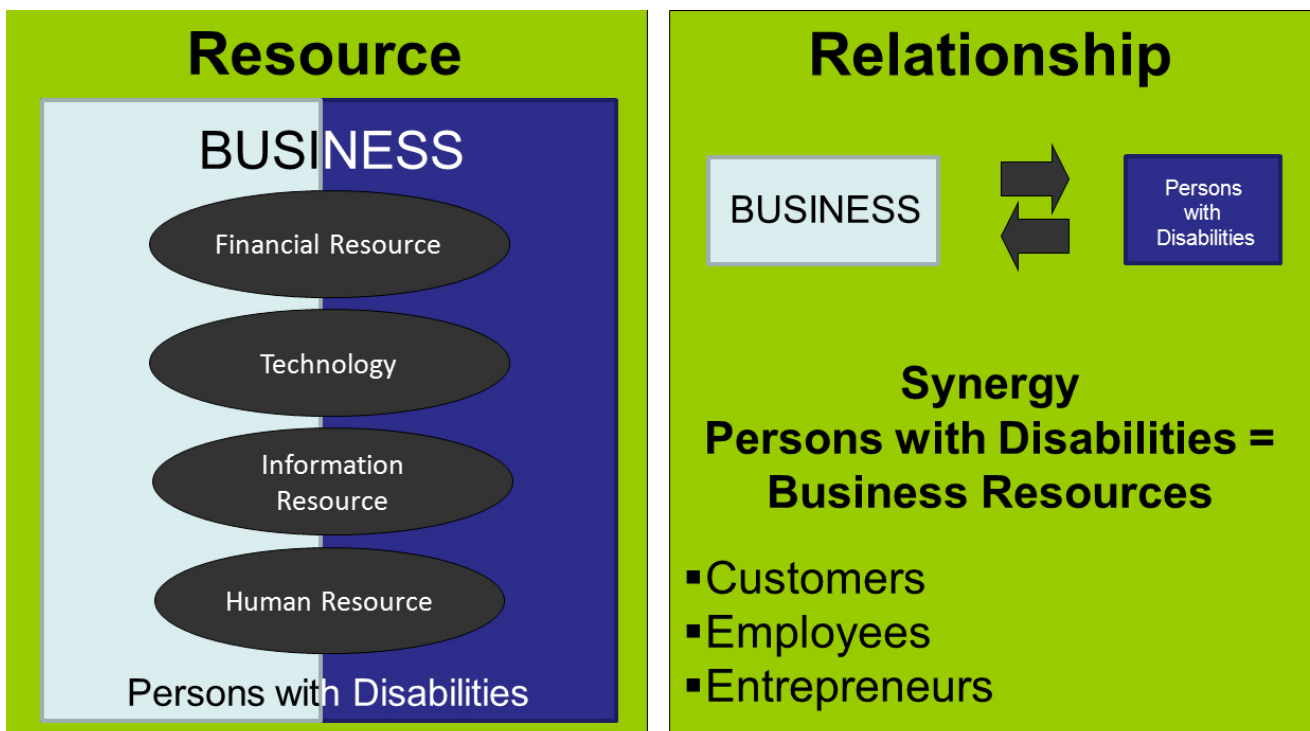 Resource
BUSINESS
Financial Resource
Technology
Information
Resource
Human Resource
Persons with Disabilities
Relationship
BUSINESS
Persons
with
Disabilities
Synergy
Persons with Disabilities =
Business Resources
▪Customers
▪Employees
▪Entrepreneurs